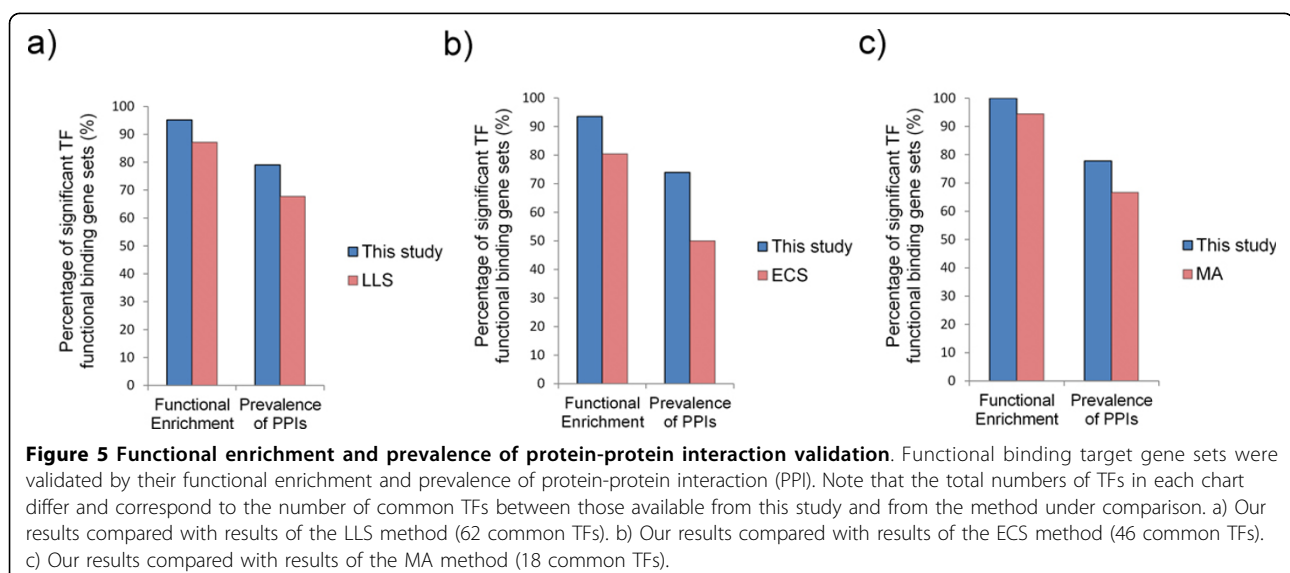 a)
Percentage of significant TF
functional binding gene sets (%)
100
90
80
70
60
50
40
30
20
10
0
Functional
Enrichment
Prevalence
of PPIs
This study
LLS
b)
Percentage of significant TF
functional binding gene sets (%)
100
90
80
70
60
50
40
30
20
10
0
Functional
Enrichment
Prevalence
of PPIs
This study
ECS
c)
Percentage of significant TF
functional binding gene sets (%)
100
90
80
70
60
50
40
30
20
10
0
Functional
Enrichment
Prevalence
of PPIs
This study
MA
Figure 5 Functional enrichment and prevalence of protein-protein interaction validation. Functional binding target gene sets were
validated by their functional enrichment and prevalence of protein-protein interaction (PPI). Note that the total numbers of TFs in each chart
differ and correspond to the number of common TFs between those available from this study and from the method under comparison. a) Our
results compared with results of the LLS method (62 common TFs). b) Our results compared with results of the ECS method (46 common TFs).
c) Our results compared with results of the MA method (18 common TFs).